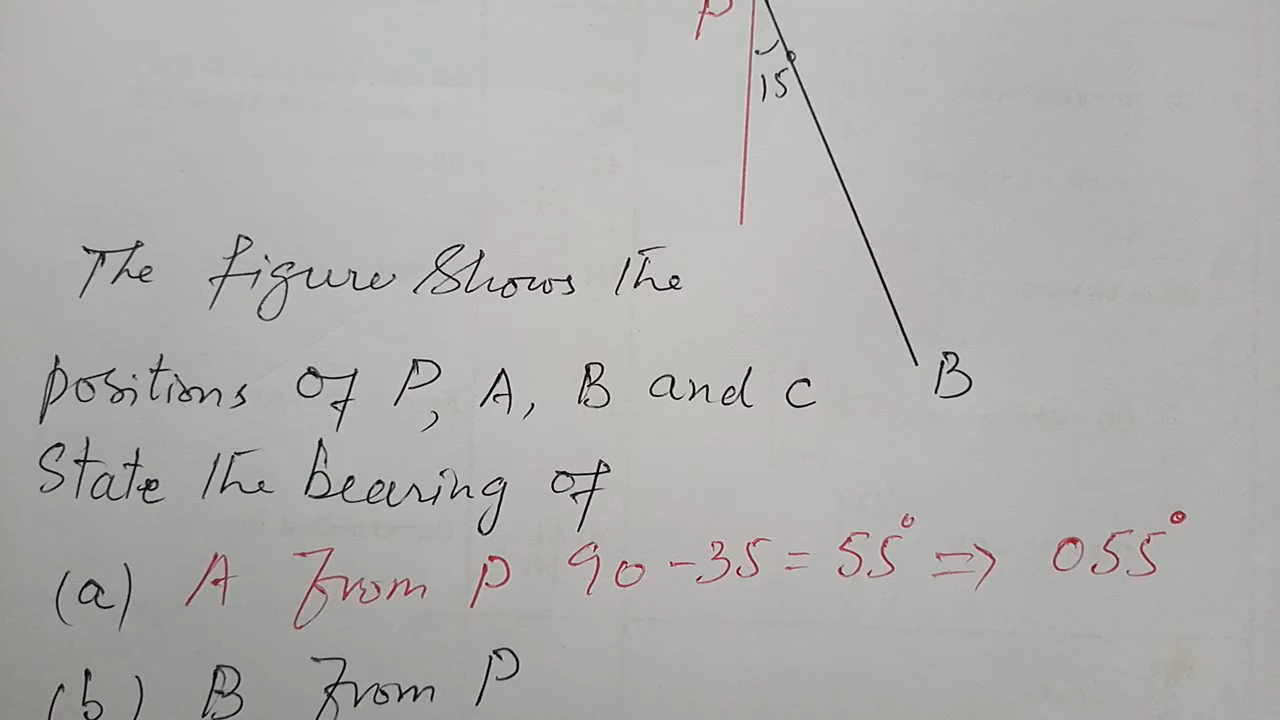 P
15
The figure Shows the
positions of P, A, B and C
B
State the bearing of
(a) A from P 90-35=55° => 055°
(b) B from P